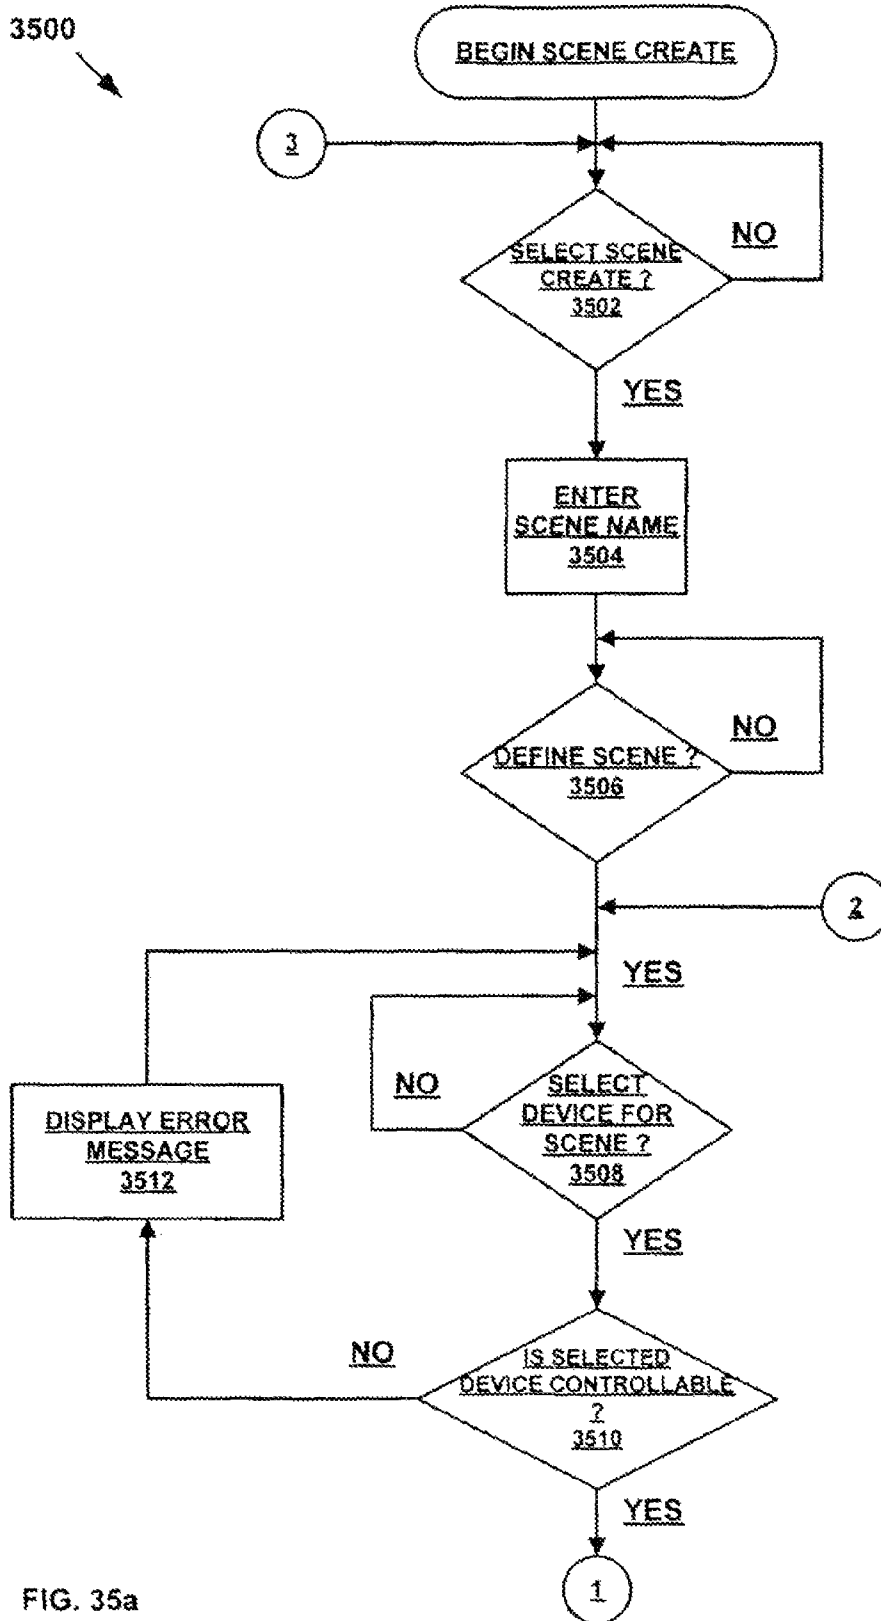 3500
BEGIN SCENE CREATE
3
NO
SELECT SCENE
CREATE ?
3502
YES
ENTER
SCENE NAME
3504
NO
DEFINE SCENE ?
3506
2
YES
NO
SELECT
DEVICE FOR
SCENE ?
3508
DISPLAY ERROR
MESSAGE
3512
YES
NO
IS SELECTED
DEVICE CONTROLLABLE
?
3510
YES
1
FIG. 35a